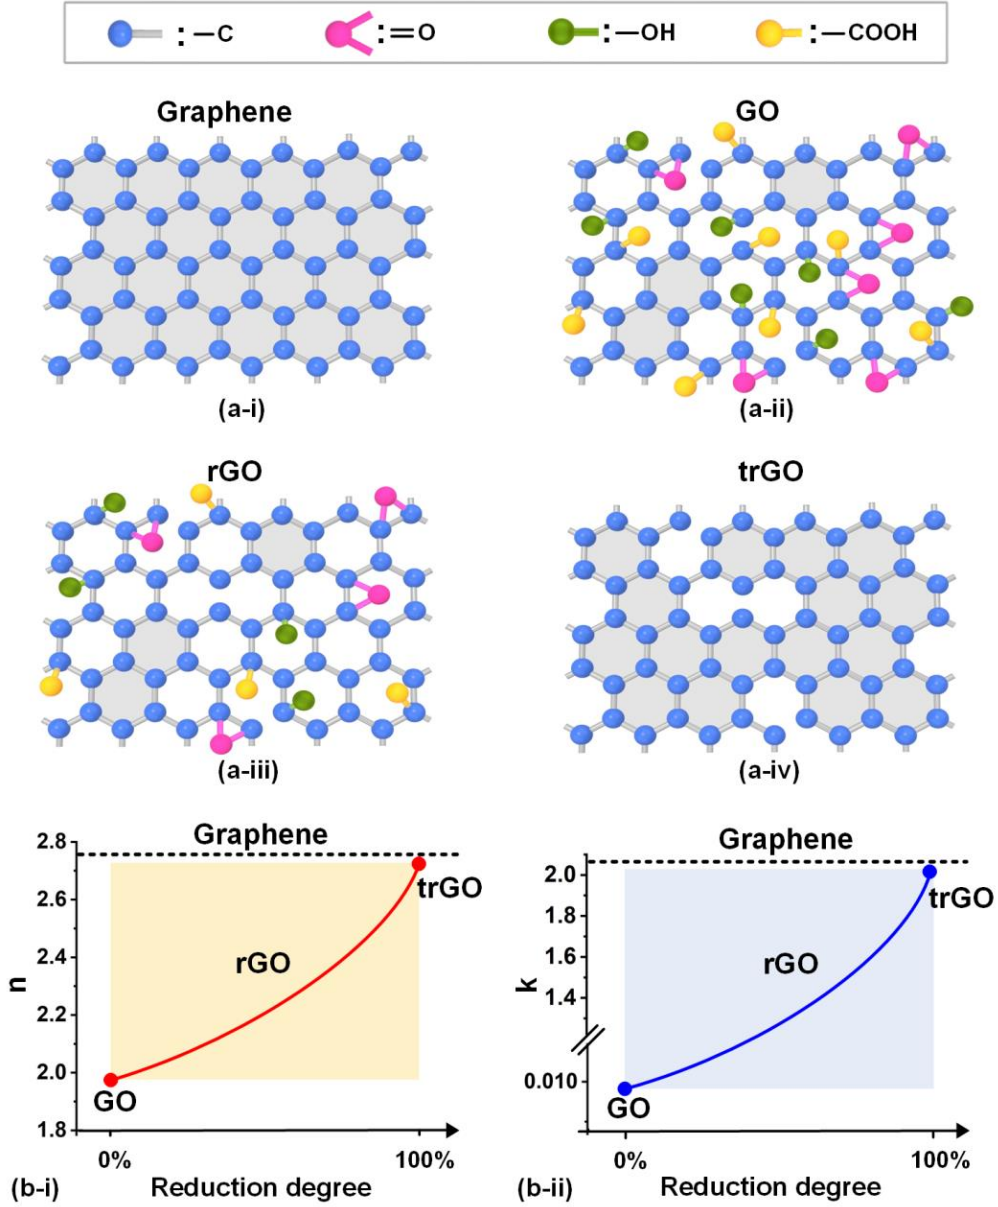 : —C : =O : —OH : —COOH
Graphene GO
(a-i) (a-ii)
rGO trGO
(a-iii) (a-iv)
Graphene
2.8
2.6
2.4
2.2
2.0
1.8
n
trGO
rGO
GO
0% 100%
(b-i) Reduction degree
Graphene
2.0
1.8
1.6
1.4
0.010
k
trGO
rGO
GO
0% 100%
(b-ii) Reduction degree